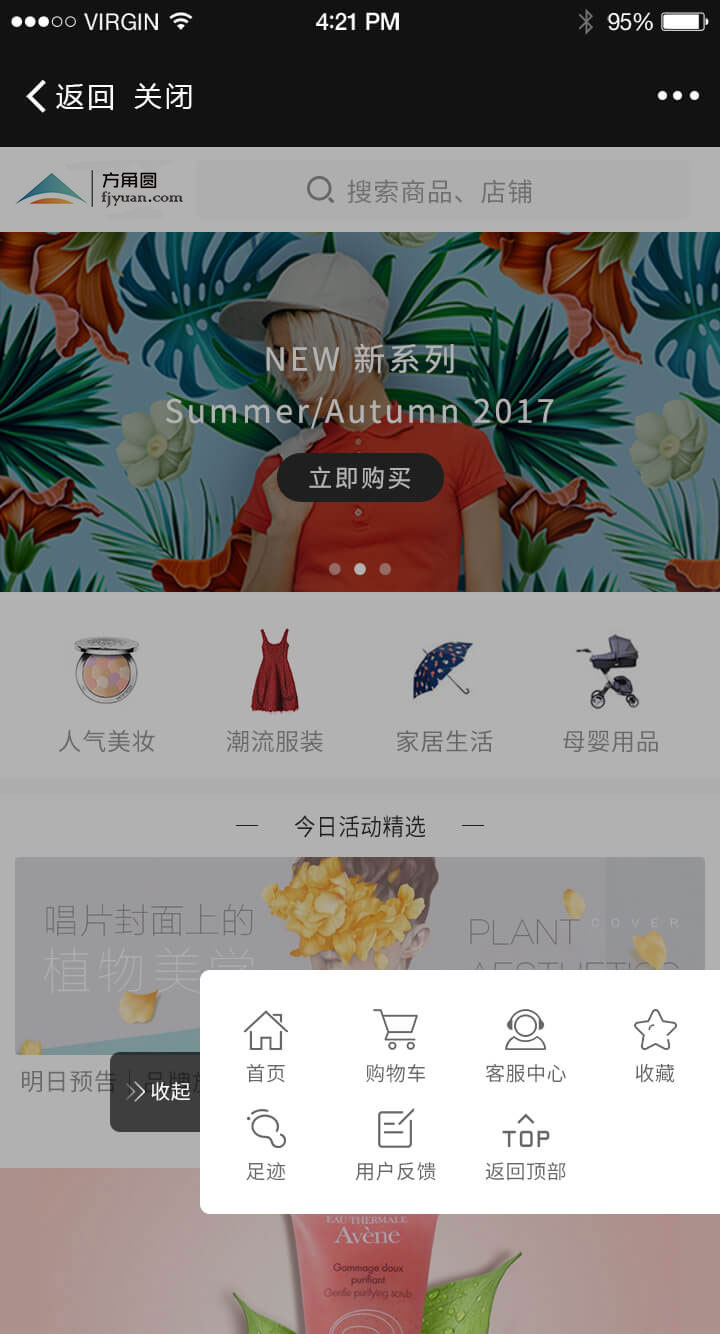 VIRGIN
4:21 PM
95%
返回 关闭
方角圆
fjyuan.com
搜索商品、店铺
NEW 新系列
Summer/Autumn 2017
立即购买
人气美妆 潮流服装 家居生活 母婴用品
今日活动精选
唱片封面上的
植物美学
PLANT
COVER
AESTHETICS
明日预告
品牌
收起
首页 购物车 客服中心 收藏
足迹 用户反馈 TOP
返回顶部
EAU THERMALE
Avène
Gommage doux
purifiant
Gentle purifying scrub